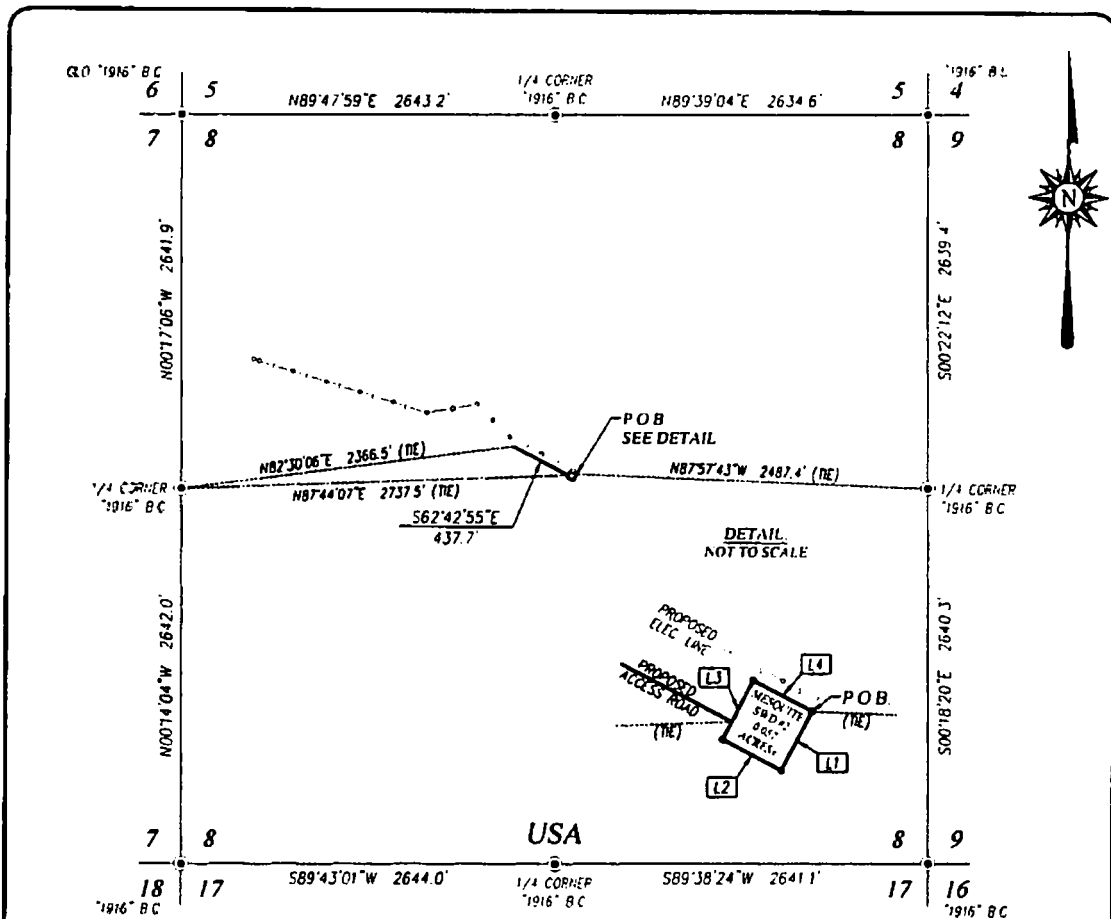 GLO "1916" B C
6 5
N89°47'59"E 2643.2'
1/4 CORNER
"1916" B C
N89°39'04"E 2634.6'
5 4
7 8
8 9
N
N00°17'06"W 2641.9'
S00°22'12"E 2639.4'
P O B
SEE DETAIL
N82°30'06"E 2366.5' (TIE)
N87°57'43"W 2487.4' (TIE)
1/4 CORNER
"1916" B C
N87°44'07"E 2737.5' (TIE)
1/4 CORNER
"1916" B C
S62°42'55"E
437.7'
DETAIL
NOT TO SCALE
N00°14'04"W 2642.0'
S00°18'20"E 2640.3'
PROPOSED
ELEC LINE
L4
PROPOSED
ACCESS ROAD
L3
MESQUITE
SWD
P.O.B.
(TIE)
(TIE)
L1
L2
7 8
USA
8 9
S89°43'01"W 2644.0'
1/4 CORNER
"1916" B C
S89°38'24"W 2641.1'
18 17
"1916" B C
17 16
"1916" B C